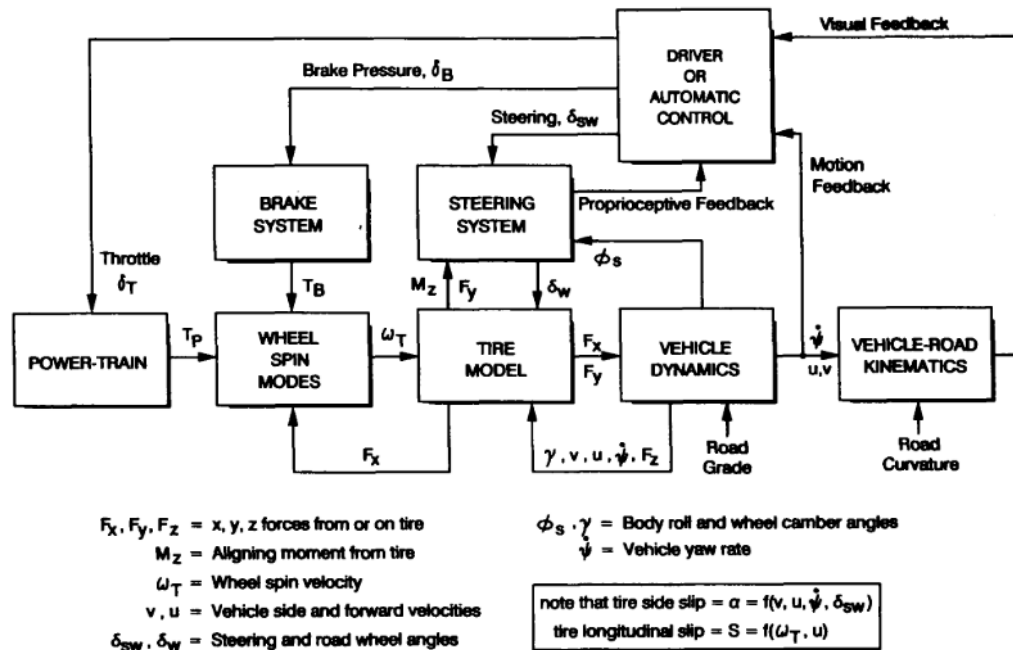 Visual Feedback
DRIVER
OR
AUTOMATIC
CONTROL
Brake Pressure, δB
Steering, δSW
Motion
Feedback
BRAKE
SYSTEM
STEERING
SYSTEM
Proprioceptive Feedback
ϕS
Throttle
δT
TB
Mz
Fy
δW
POWER-TRAIN
TP
WHEEL
SPIN
MODES
ωT
TIRE
MODEL
Fx
Fy
VEHICLE
DYNAMICS
ψ̇
u,v
VEHICLE-ROAD
KINEMATICS
Fx
γ, v, u, ψ̇, Fz
Road
Grade
Road
Curvature
Fx, Fy, Fz = x, y, z forces from or on tire
Mz = Aligning moment from tire
ωT = Wheel spin velocity
v, u = Vehicle side and forward velocities
δSW, δW = Steering and road wheel angles
ϕS, γ = Body roll and wheel camber angles
ψ̇ = Vehicle yaw rate
note that tire side slip = α = f(v, u, ψ̇, δSW)
tire longitudinal slip = S = f(ωT, u)